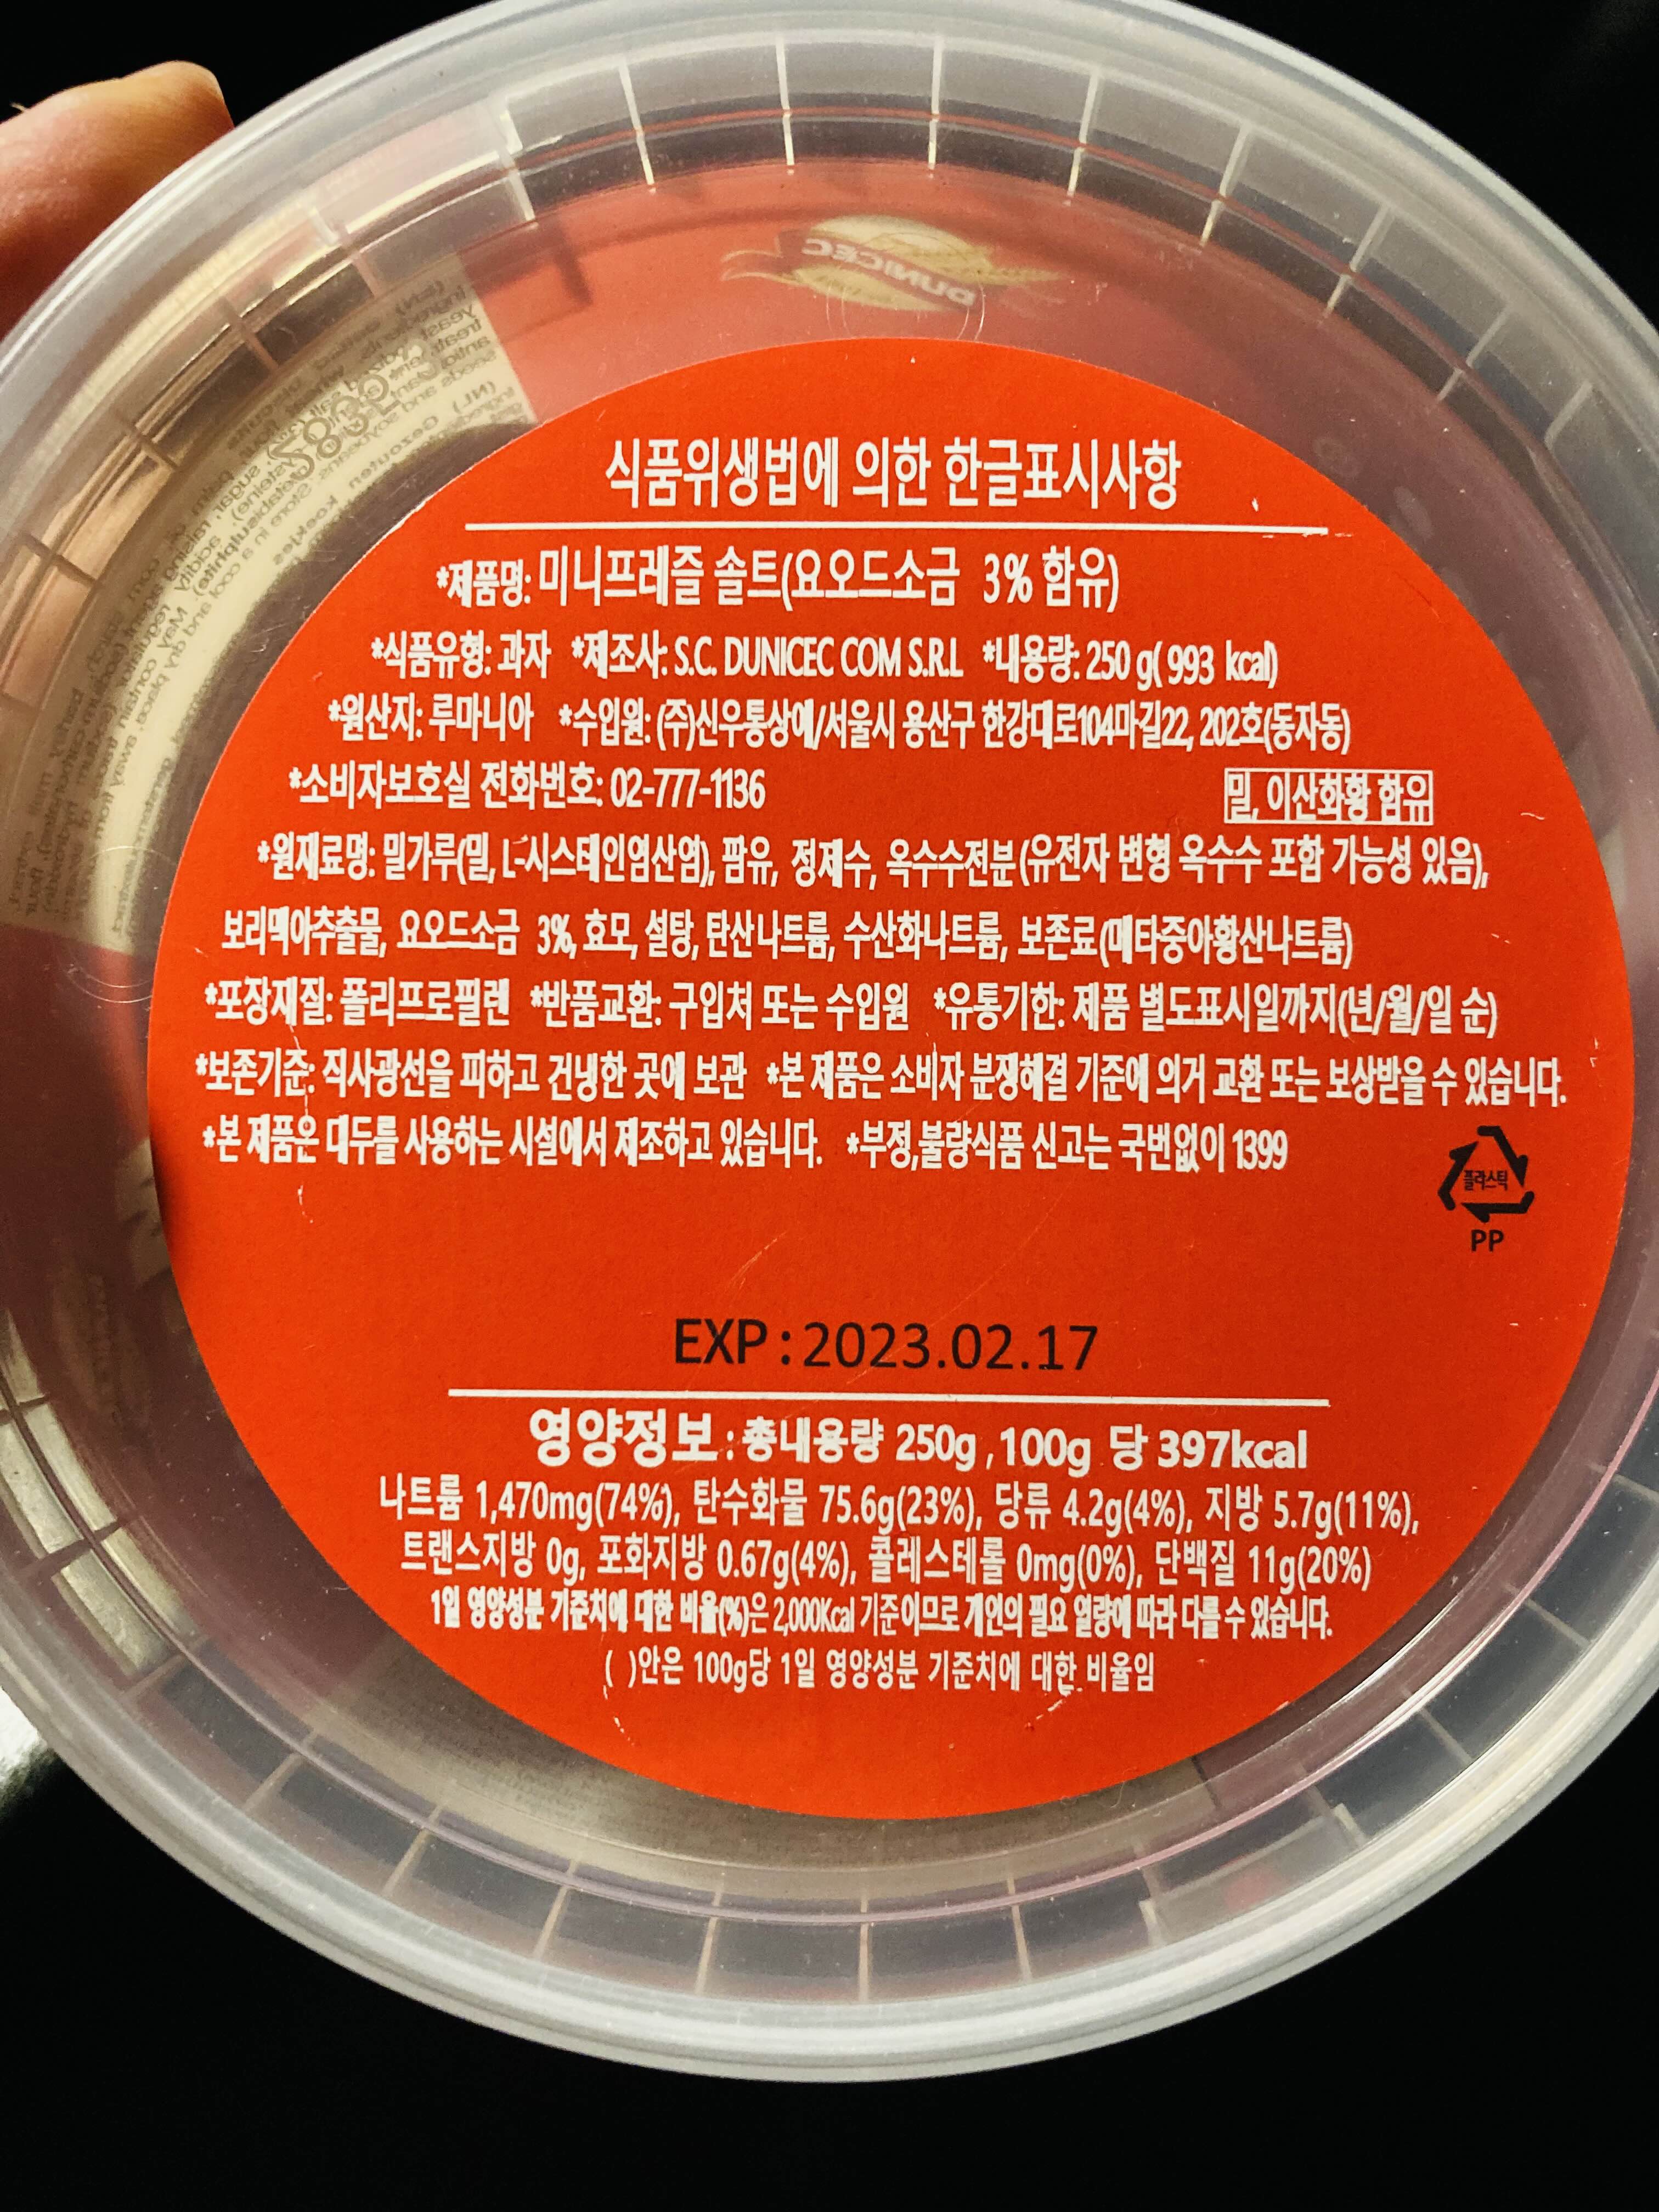 DUNICEC
식품위생법에 의한 한글표시사항
*제품명: 미니프레즐 솔트(요오드소금 3% 함유)
*식품유형: 과자 *제조사: S.C. DUNICEC COM S.R.L *내용량: 250 g( 993 kcal)
*원산지: 루마니아 *수입원: (주)신우통상에/서울시 용산구 한강대로104마길22, 202호(동자동)
*소비자보호실 전화번호: 02-777-1136
밀, 이산화황 함유
*원재료명: 밀가루(밀, L-시스테인염산염), 팜유, 정제수, 옥수수전분(유전자 변형 옥수수 포함 가능성 있음),
보리맥아추출물, 요오드소금 3%, 효모, 설탕, 탄산나트륨, 수산화나트륨, 보존료(메타중아황산나트륨)
*포장재질: 폴리프로필렌 *반품교환: 구입처 또는 수입원 *유통기한: 제품 별도표시일까지(년/월/일 순)
*보존기준: 직사광선을 피하고 건냉한 곳에 보관 *본 제품은 소비자 분쟁해결 기준에 의거 교환 또는 보상받을 수 있습니다.
*본 제품은 대두를 사용하는 시설에서 제조하고 있습니다. *부정,불량식품 신고는 국번없이 1399
플라스틱
PP
EXP : 2023.02.17
영양정보 : 총내용량 250g , 100g 당 397kcal
나트륨 1,470mg(74%), 탄수화물 75.6g(23%), 당류 4.2g(4%), 지방 5.7g(11%),
트랜스지방 0g, 포화지방 0.67g(4%), 콜레스테롤 0mg(0%), 단백질 11g(20%)
1일 영양성분 기준치에 대한 비율(%)은 2,000Kcal 기준이므로 개인의 필요 열량에 따라 다를 수 있습니다.
( )안은 100g당 1일 영양성분 기준치에 대한 비율임